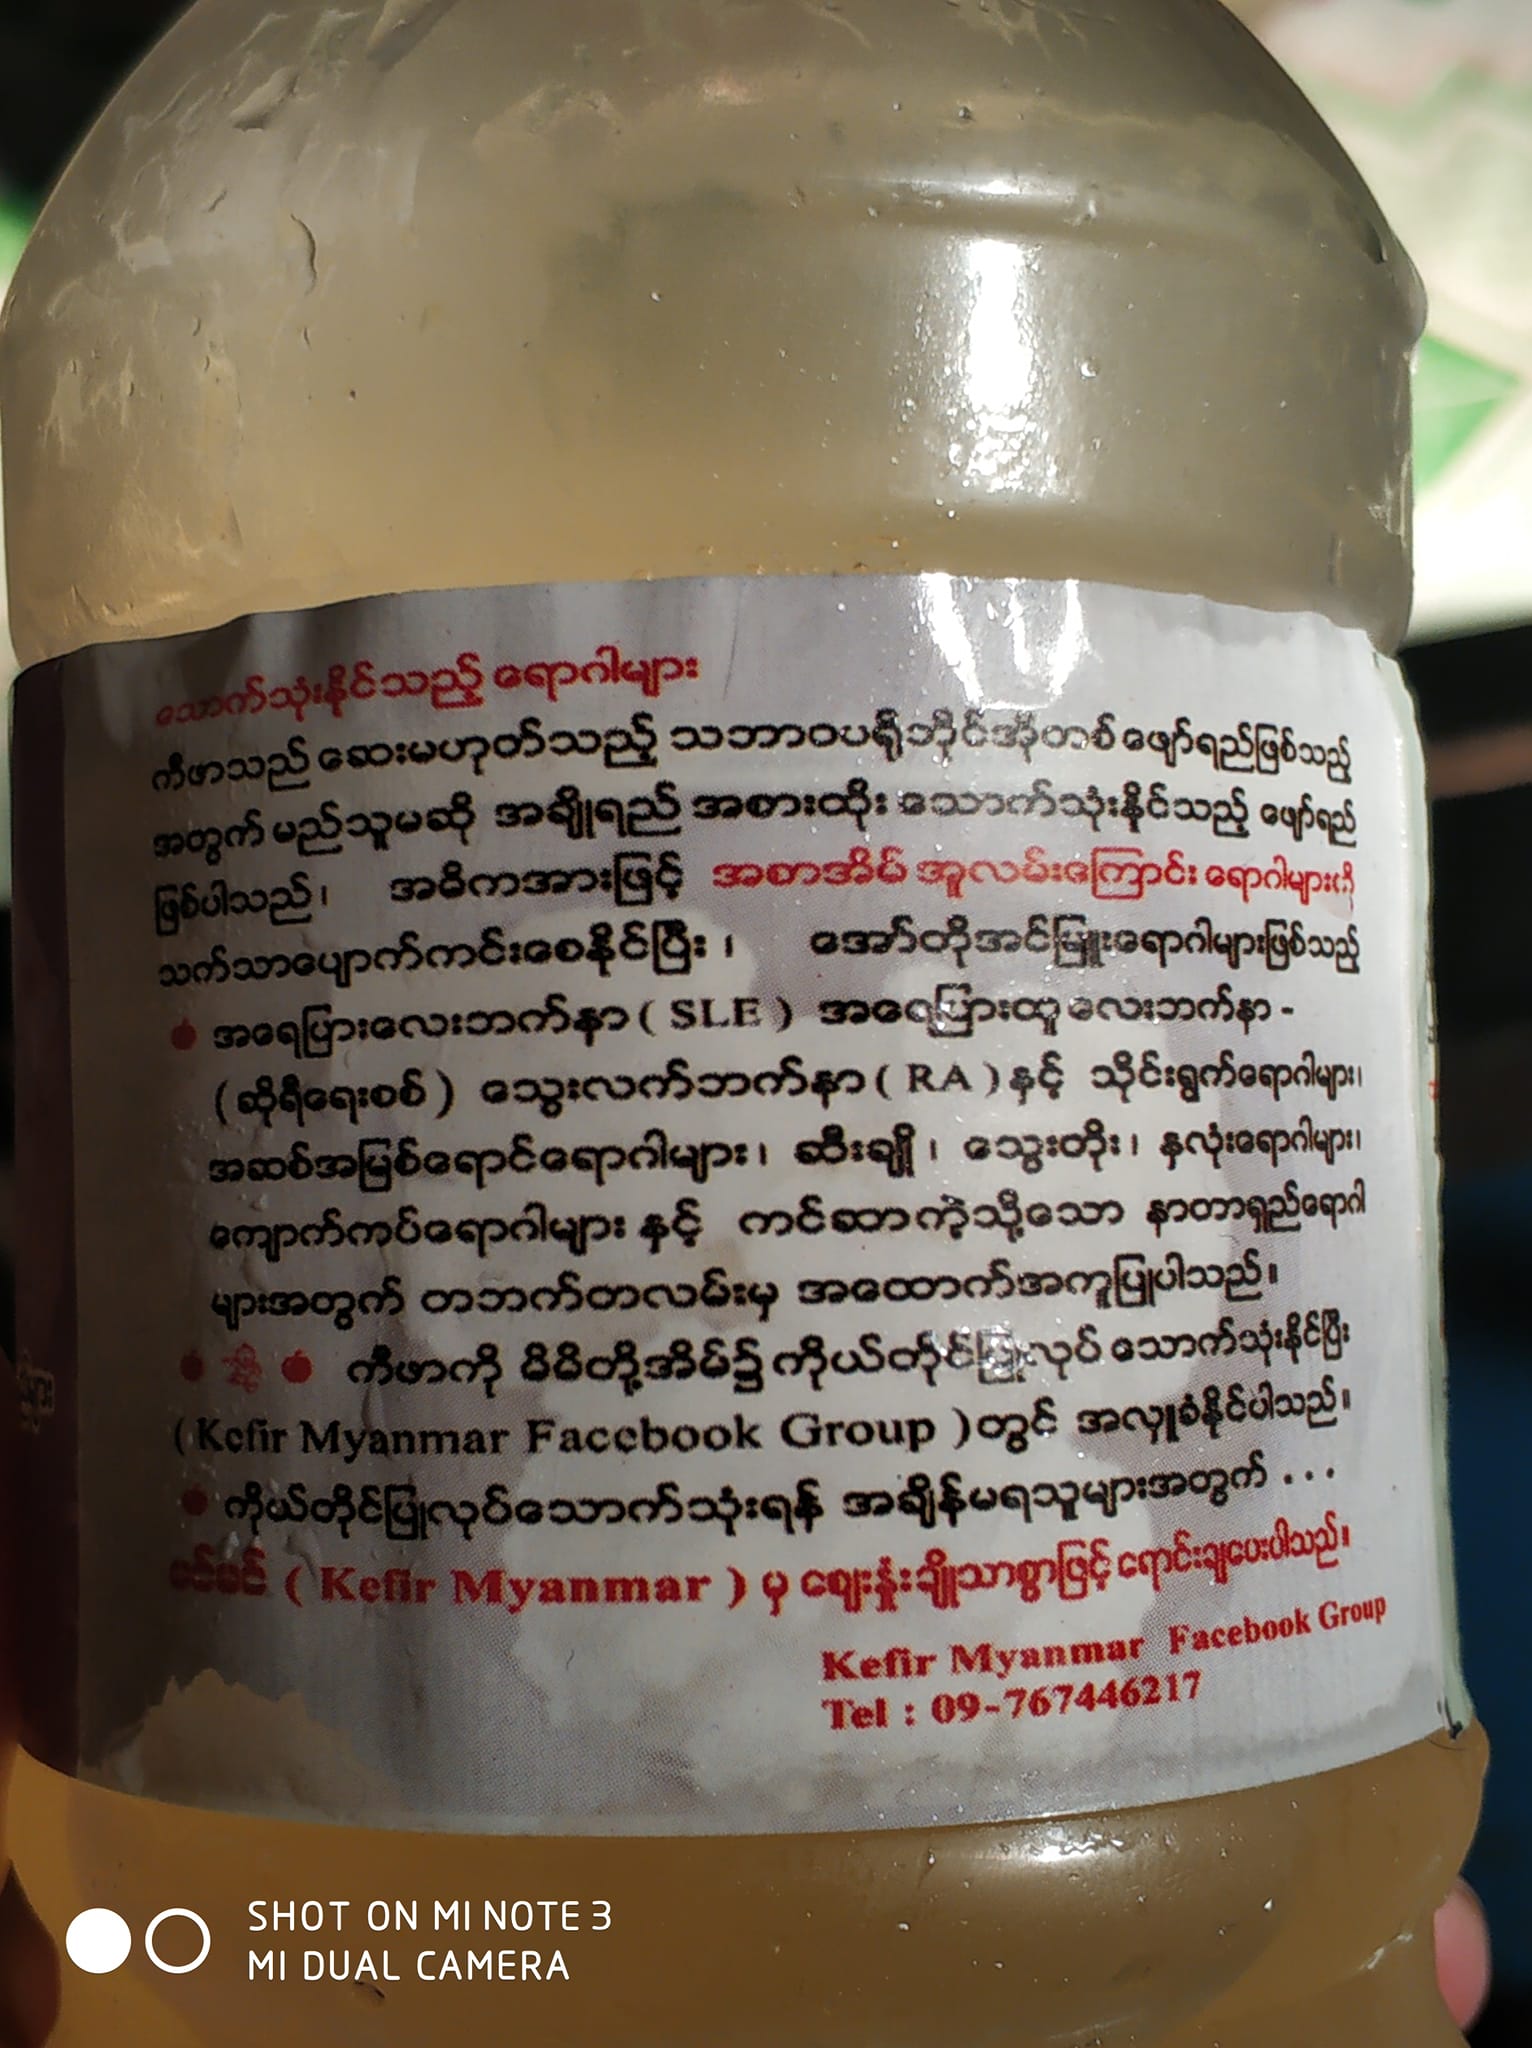 သောက်သုံးနိုင်သည့် ရောဂါများ
ကီဖာသည် ဆေးမဟုတ်သည့် သဘာဝပရိုဘိုင်အိုတစ် ဖျော်ရည်ဖြစ်သည့်
အတွက် မည်သူမဆို အချိုရည် အစားထိုး သောက်သုံးနိုင်သည့် ဖျော်ရည်
ဖြစ်ပါသည်၊ အဓိကအားဖြင့် အစာအိမ် အူလမ်းကြောင်း ရောဂါများကို
သက်သာပျောက်ကင်းစေနိုင်ပြီး ၊ အော်တိုအင်မြူးရောဂါများဖြစ်သည့်
အရေပြားလေးဘက်နာ ( SLE ) အရေပြားထူ လေးဘက်နာ -
(ဆိုရီရေးစစ်) သွေးလက်ဘက်နာ ( RA ) နှင့် သိုင်းရွက်ရောဂါများ၊
အဆစ်အမြစ်ရောင်ရောဂါများ၊ ဆီးချို ၊ သွေးတိုး ၊ နှလုံးရောဂါများ၊
ကျောက်ကပ်ရောဂါများ နှင့် ကင်ဆာကဲ့သို့သော နာတာရှည်ရောဂါ
များအတွက် တဘက်တလမ်းမှ အထောက်အကူပြုပါသည်။
ကီဖာကို မိမိတို့အိမ်၌ ကိုယ်တိုင်ပြုလုပ် သောက်သုံးနိုင်ပြီး
( Kefir Myanmar Facebook Group ) တွင် အလှူခံနိုင်ပါသည်။
ကိုယ်တိုင်ပြုလုပ်သောက်သုံးရန် အချိန်မရသူများအတွက် . . .
( Kefir Myanmar ) မှ ဈေးနှုံးချိုသာစွာဖြင့် ရောင်းချပေးပါသည်။
Kefir Myanmar Facebook Group
Tel : 09-767446217
SHOT ON MI NOTE 3
MI DUAL CAMERA